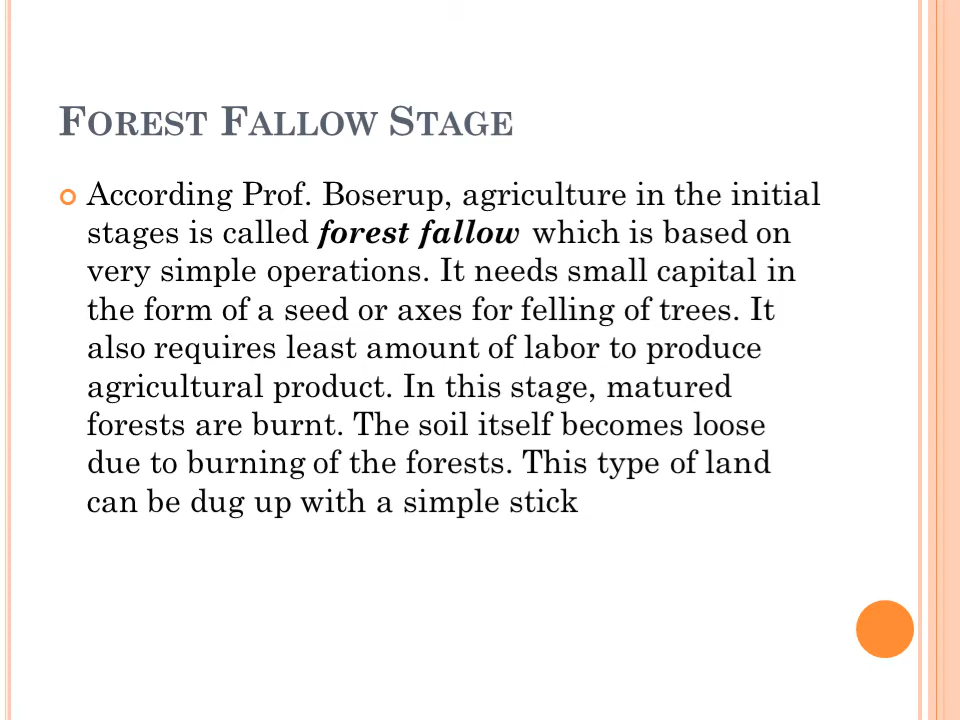 Forest Fallow Stage
According Prof. Boserup, agriculture in the initial
stages is called forest fallow which is based on
very simple operations. It needs small capital in
the form of a seed or axes for felling of trees. It
also requires least amount of labor to produce
agricultural product. In this stage, matured
forests are burnt. The soil itself becomes loose
due to burning of the forests. This type of land
can be dug up with a simple stick